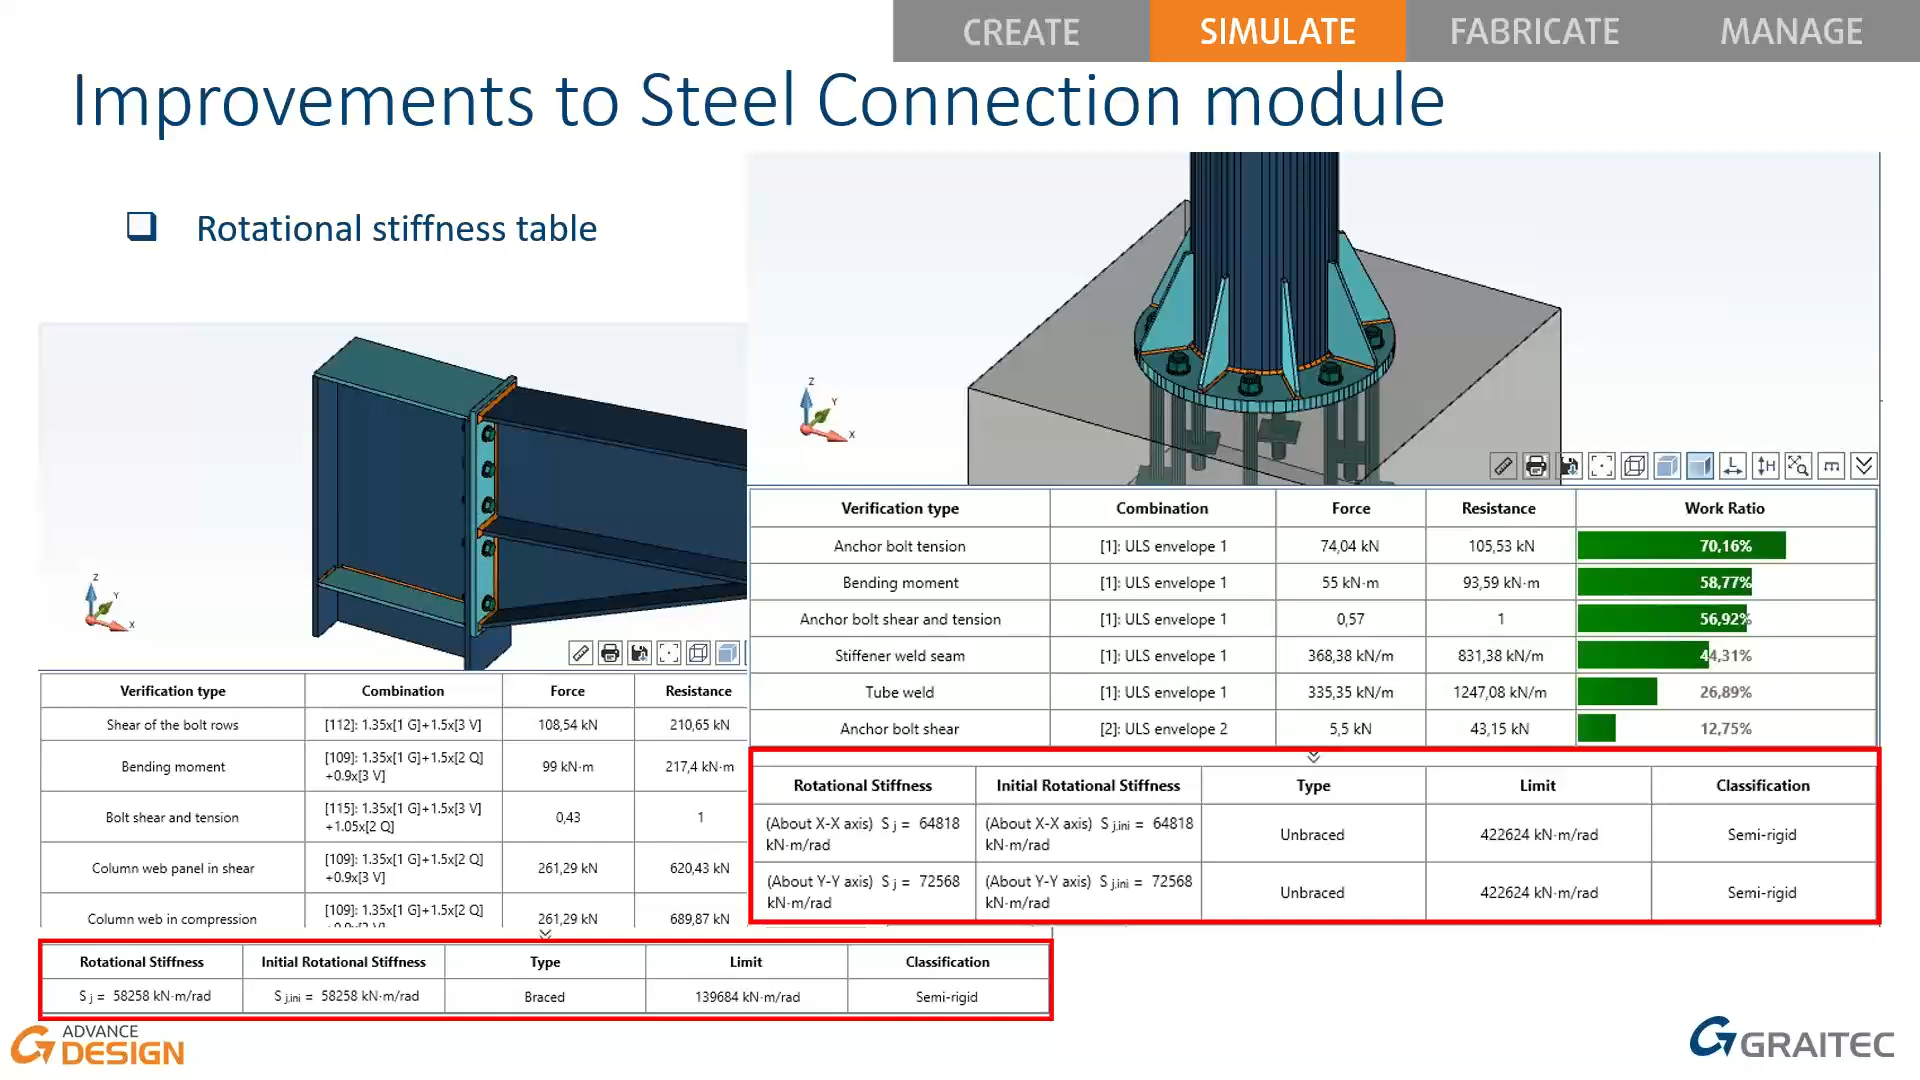 CREATE SIMULATE FABRICATE MANAGE
Improvements to Steel Connection module
Rotational stiffness table
Z
Y
X
Verification type Combination Force Resistance
Shear of the bolt rows [112]: 1.35x[1 G]+1.5x[3 V] 108,54 kN 210,65 kN
Bending moment [109]: 1.35x[1 G]+1.5x[2 Q] +0.9x[3 V] 99 kN·m 217,4 kN·m
Bolt shear and tension [115]: 1.35x[1 G]+1.5x[3 V] +1.05x[2 Q] 0,43 1
Column web panel in shear [109]: 1.35x[1 G]+1.5x[2 Q] +0.9x[3 V] 261,29 kN 620,43 kN
Column web in compression [109]: 1.35x[1 G]+1.5x[2 Q] 261,29 kN 689,87 kN
Rotational Stiffness Initial Rotational Stiffness Type Limit Classification
S j = 58258 kN·m/rad S j,ini = 58258 kN·m/rad Braced 139684 kN·m/rad Semi-rigid
Z
Y
X
Verification type Combination Force Resistance Work Ratio
Anchor bolt tension [1]: ULS envelope 1 74,04 kN 105,53 kN 70,16%
Bending moment [1]: ULS envelope 1 55 kN·m 93,59 kN·m 58,77%
Anchor bolt shear and tension [1]: ULS envelope 1 0,57 1 56,92%
Stiffener weld seam [1]: ULS envelope 1 368,38 kN/m 831,38 kN/m 44,31%
Tube weld [1]: ULS envelope 1 335,35 kN/m 1247,08 kN/m 26,89%
Anchor bolt shear [2]: ULS envelope 2 5,5 kN 43,15 kN 12,75%
Rotational Stiffness Initial Rotational Stiffness Type Limit Classification
(About X-X axis) S j = 64818 kN·m/rad (About X-X axis) S j,ini = 64818 kN·m/rad Unbraced 422624 kN·m/rad Semi-rigid
(About Y-Y axis) S j = 72568 kN·m/rad (About Y-Y axis) S j,ini = 72568 kN·m/rad Unbraced 422624 kN·m/rad Semi-rigid
ADVANCE
DESIGN
GRAITEC